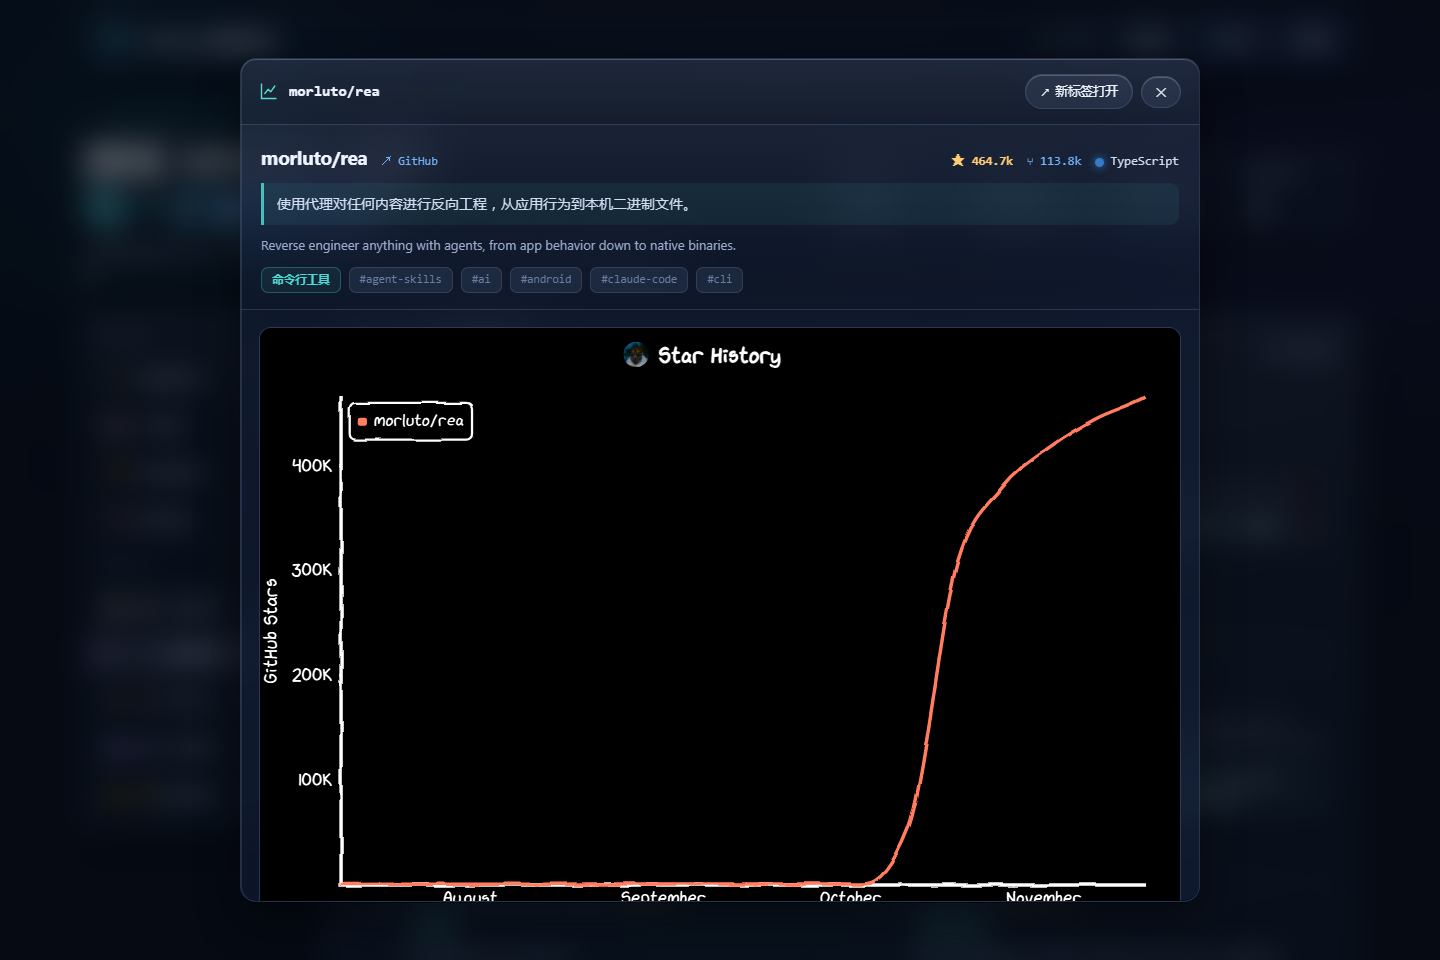 morluto/rea
↗ 新标签打开
×
morluto/rea ↗ GitHub
★ 464.7k ⑂ 113.8k TypeScript
使用代理对任何内容进行反向工程，从应用行为到本机二进制文件。
Reverse engineer anything with agents, from app behavior down to native binaries.
命令行工具 #agent-skills #ai #android #claude-code #cli
Star History
morluto/rea
400K
300K
200K
100K
GitHub Stars
August September October November